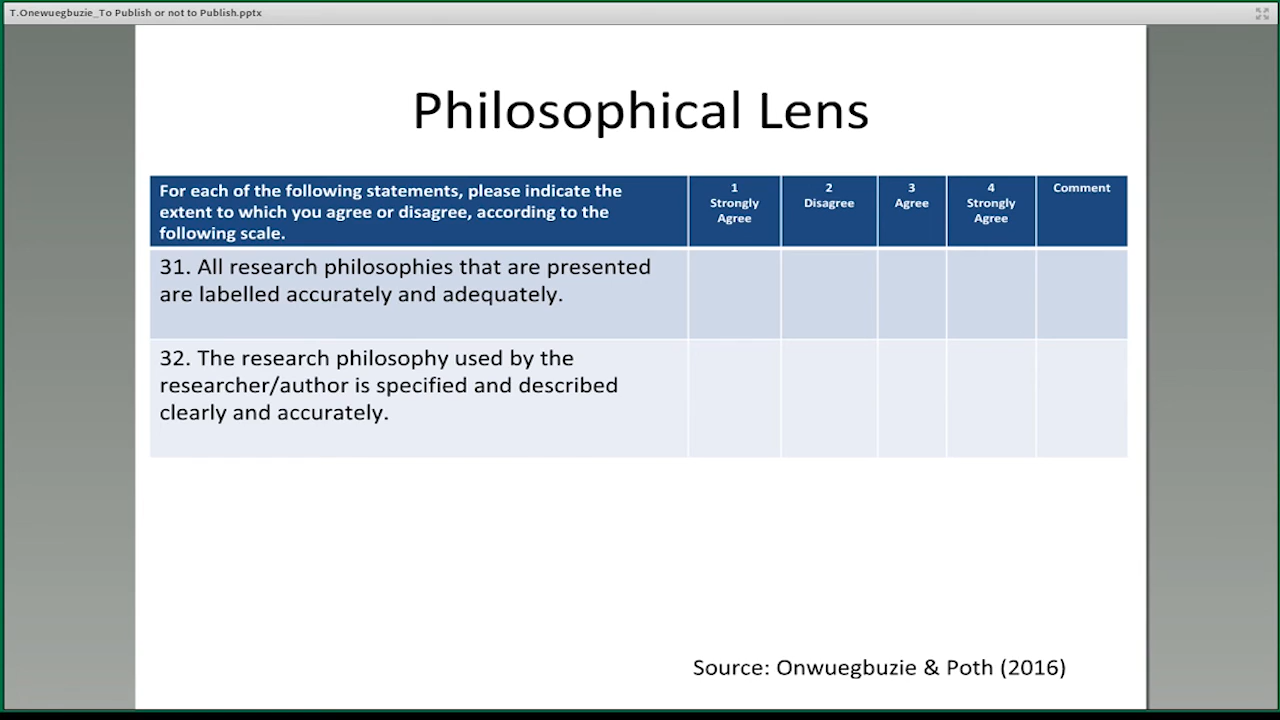 T.Onewuegbuzie_To Publish or not to Publish.pptx
Philosophical Lens
For each of the following statements, please indicate the
extent to which you agree or disagree, according to the
following scale.
1
Strongly
Agree
2
Disagree
3
Agree
4
Strongly
Agree
Comment
31. All research philosophies that are presented
are labelled accurately and adequately.
32. The research philosophy used by the
researcher/author is specified and described
clearly and accurately.
Source: Onwuegbuzie & Poth (2016)